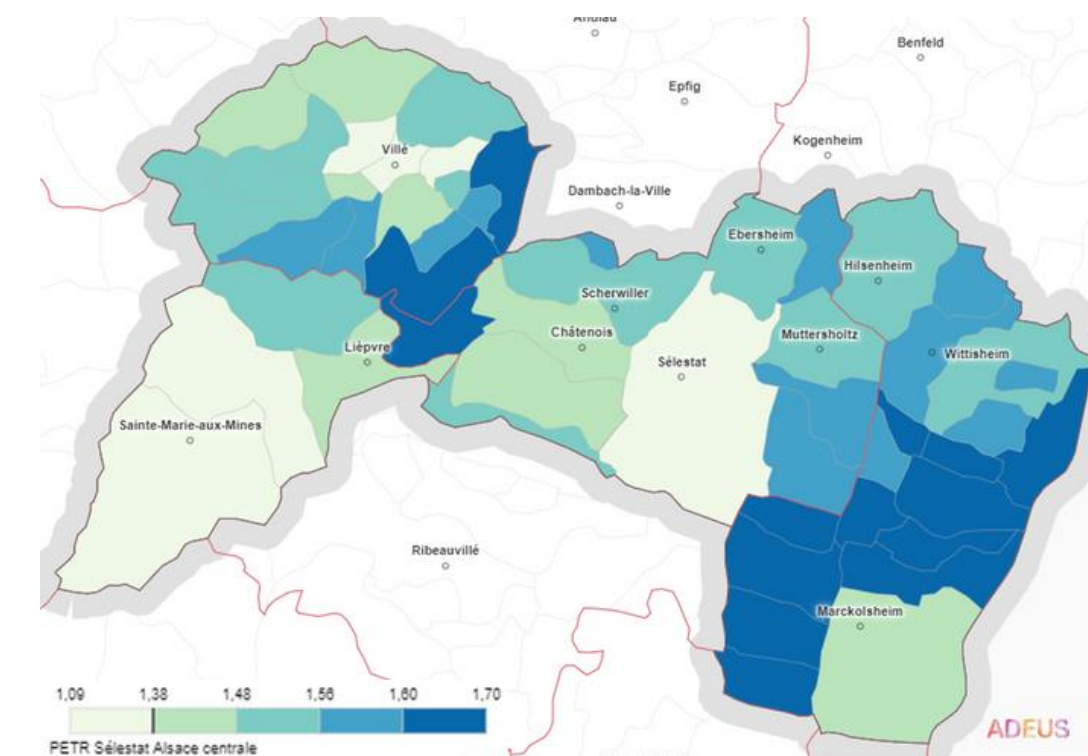 Andlau
Benfeld
Epfig
Kogenheim
Villé
Dambach-la-Ville
Ebersheim
Hilsenheim
Scherwiller
Châtenois
Muttersholtz
Lièpvre
Sélestat
Wittisheim
Sainte-Marie-aux-Mines
Ribeauvillé
Marckolsheim
1,09 1,38 1,48 1,56 1,60 1,70
ADEUS
PETR Sélestat Alsace centrale